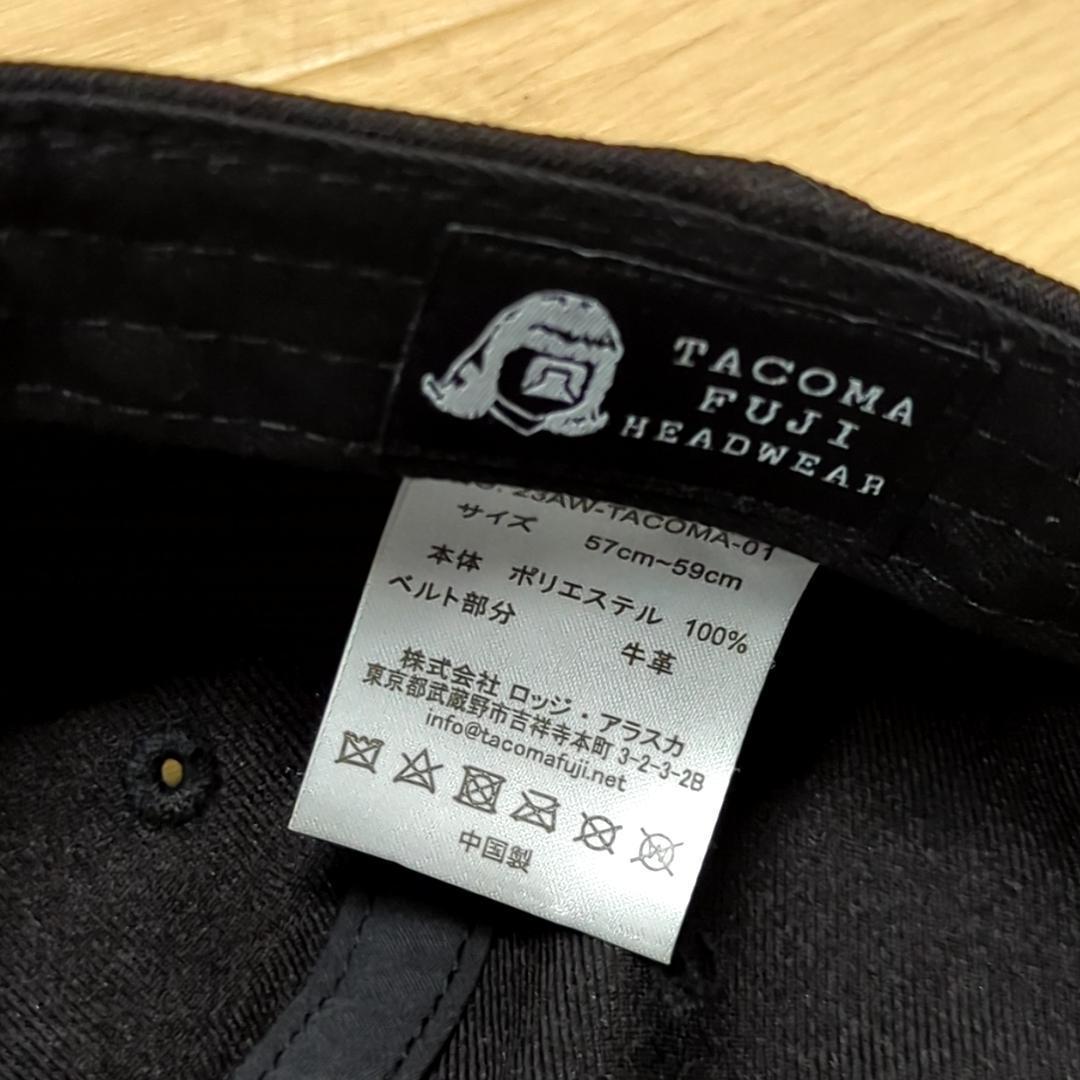 TACOMA
FUJI
HEADWEAR
23AW-TACOMA-01
サイズ 57cm~59cm
本体 ポリエステル 100%
ベルト部分 牛革
株式会社 ロッジ・アラスカ
東京都武蔵野市吉祥寺本町 3-2-3-2B
info@tacomafuji.net
中国製